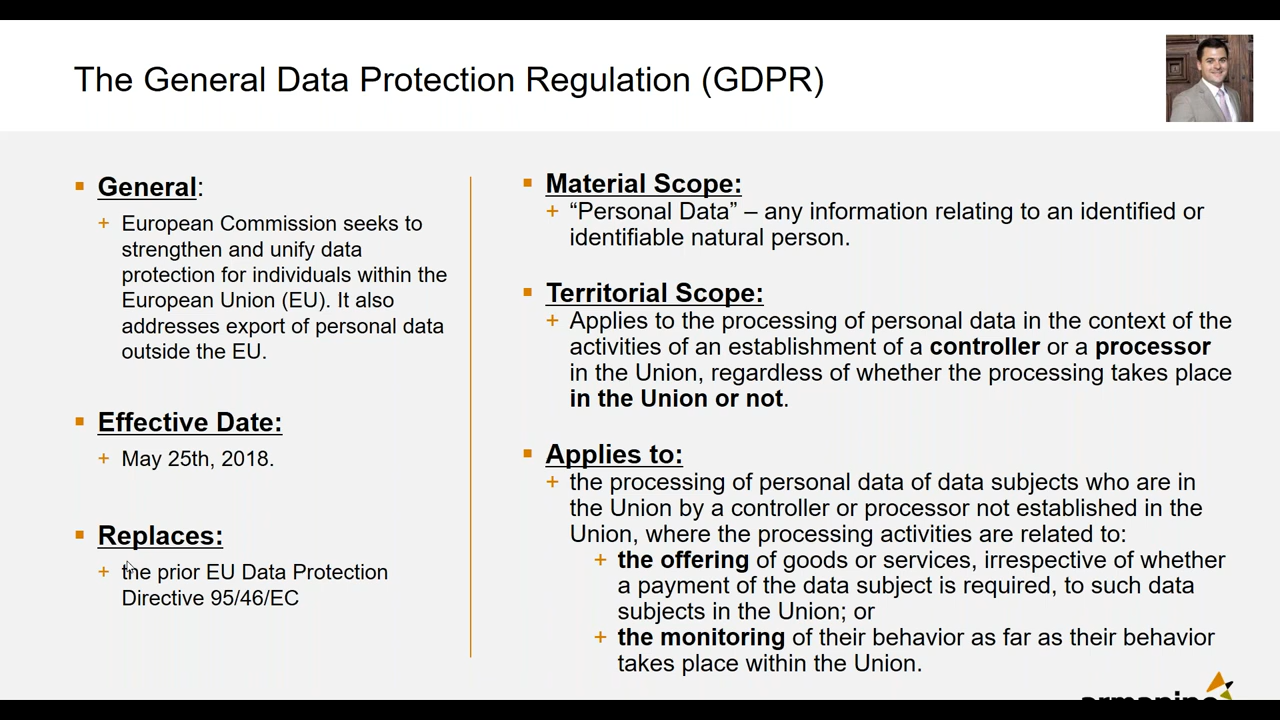 The General Data Protection Regulation (GDPR)
▪ General:
+ European Commission seeks to
strengthen and unify data
protection for individuals within the
European Union (EU). It also
addresses export of personal data
outside the EU.
▪ Effective Date:
+ May 25th, 2018.
▪ Replaces:
+ the prior EU Data Protection
Directive 95/46/EC
▪ Material Scope:
+ “Personal Data” – any information relating to an identified or
identifiable natural person.
▪ Territorial Scope:
+ Applies to the processing of personal data in the context of the
activities of an establishment of a controller or a processor
in the Union, regardless of whether the processing takes place
in the Union or not.
▪ Applies to:
+ the processing of personal data of data subjects who are in
the Union by a controller or processor not established in the
Union, where the processing activities are related to:
+ the offering of goods or services, irrespective of whether
a payment of the data subject is required, to such data
subjects in the Union; or
+ the monitoring of their behavior as far as their behavior
takes place within the Union.